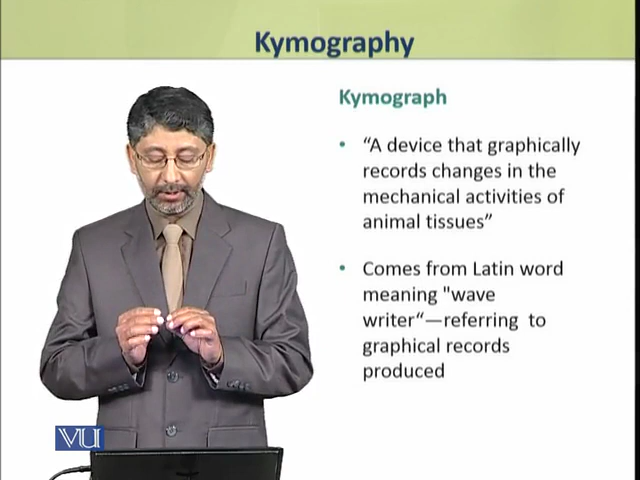 Kymography
Kymograph
• “A device that graphically
records changes in the
mechanical activities of
animal tissues”
• Comes from Latin word
meaning "wave
writer“—referring to
graphical records
produced
VU